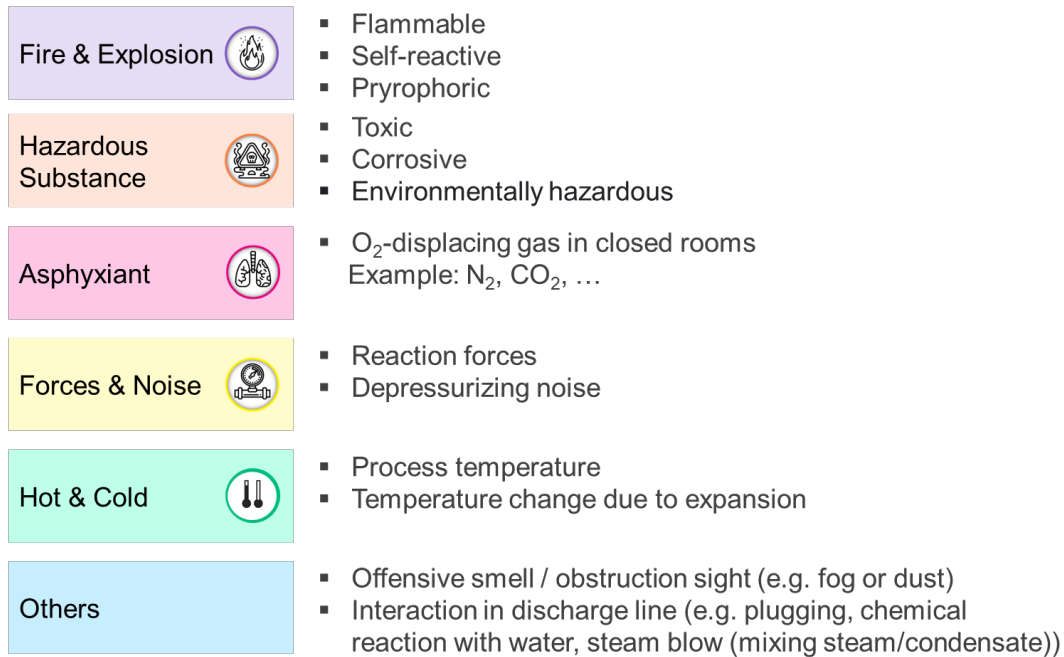 Fire & Explosion
▪ Flammable
▪ Self-reactive
▪ Pryrophoric
Hazardous
Substance
▪ Toxic
▪ Corrosive
▪ Environmentally hazardous
Asphyxiant
▪ O₂-displacing gas in closed rooms
Example: N₂, CO₂, …
Forces & Noise
▪ Reaction forces
▪ Depressurizing noise
Hot & Cold
▪ Process temperature
▪ Temperature change due to expansion
Others
▪ Offensive smell / obstruction sight (e.g. fog or dust)
▪ Interaction in discharge line (e.g. plugging, chemical
reaction with water, steam blow (mixing steam/condensate))